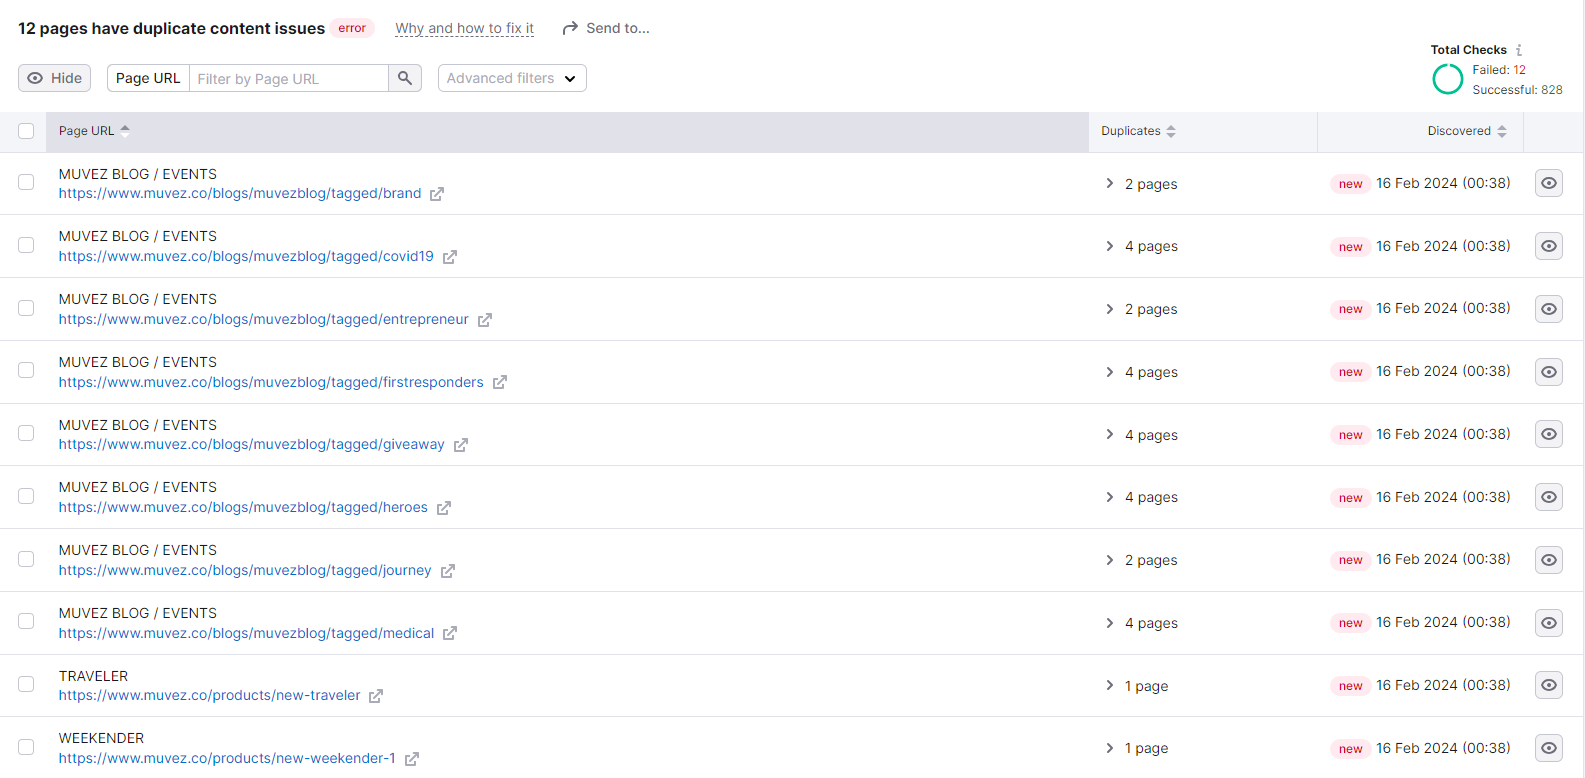 12 pages have duplicate content issues error Why and how to fix it Send to...
Total Checks i
Failed: 12
Successful: 828
Hide Page URL Filter by Page URL Advanced filters
Page URL Duplicates Discovered
MUVEZ BLOG / EVENTS
https://www.muvez.co/blogs/muvezblog/tagged/brand 2 pages new 16 Feb 2024 (00:38)
MUVEZ BLOG / EVENTS
https://www.muvez.co/blogs/muvezblog/tagged/covid19 4 pages new 16 Feb 2024 (00:38)
MUVEZ BLOG / EVENTS
https://www.muvez.co/blogs/muvezblog/tagged/entrepreneur 2 pages new 16 Feb 2024 (00:38)
MUVEZ BLOG / EVENTS
https://www.muvez.co/blogs/muvezblog/tagged/firstresponders 4 pages new 16 Feb 2024 (00:38)
MUVEZ BLOG / EVENTS
https://www.muvez.co/blogs/muvezblog/tagged/giveaway 4 pages new 16 Feb 2024 (00:38)
MUVEZ BLOG / EVENTS
https://www.muvez.co/blogs/muvezblog/tagged/heroes 4 pages new 16 Feb 2024 (00:38)
MUVEZ BLOG / EVENTS
https://www.muvez.co/blogs/muvezblog/tagged/journey 2 pages new 16 Feb 2024 (00:38)
MUVEZ BLOG / EVENTS
https://www.muvez.co/blogs/muvezblog/tagged/medical 4 pages new 16 Feb 2024 (00:38)
TRAVELER
https://www.muvez.co/products/new-traveler 1 page new 16 Feb 2024 (00:38)
WEEKENDER
https://www.muvez.co/products/new-weekender-1 1 page new 16 Feb 2024 (00:38)